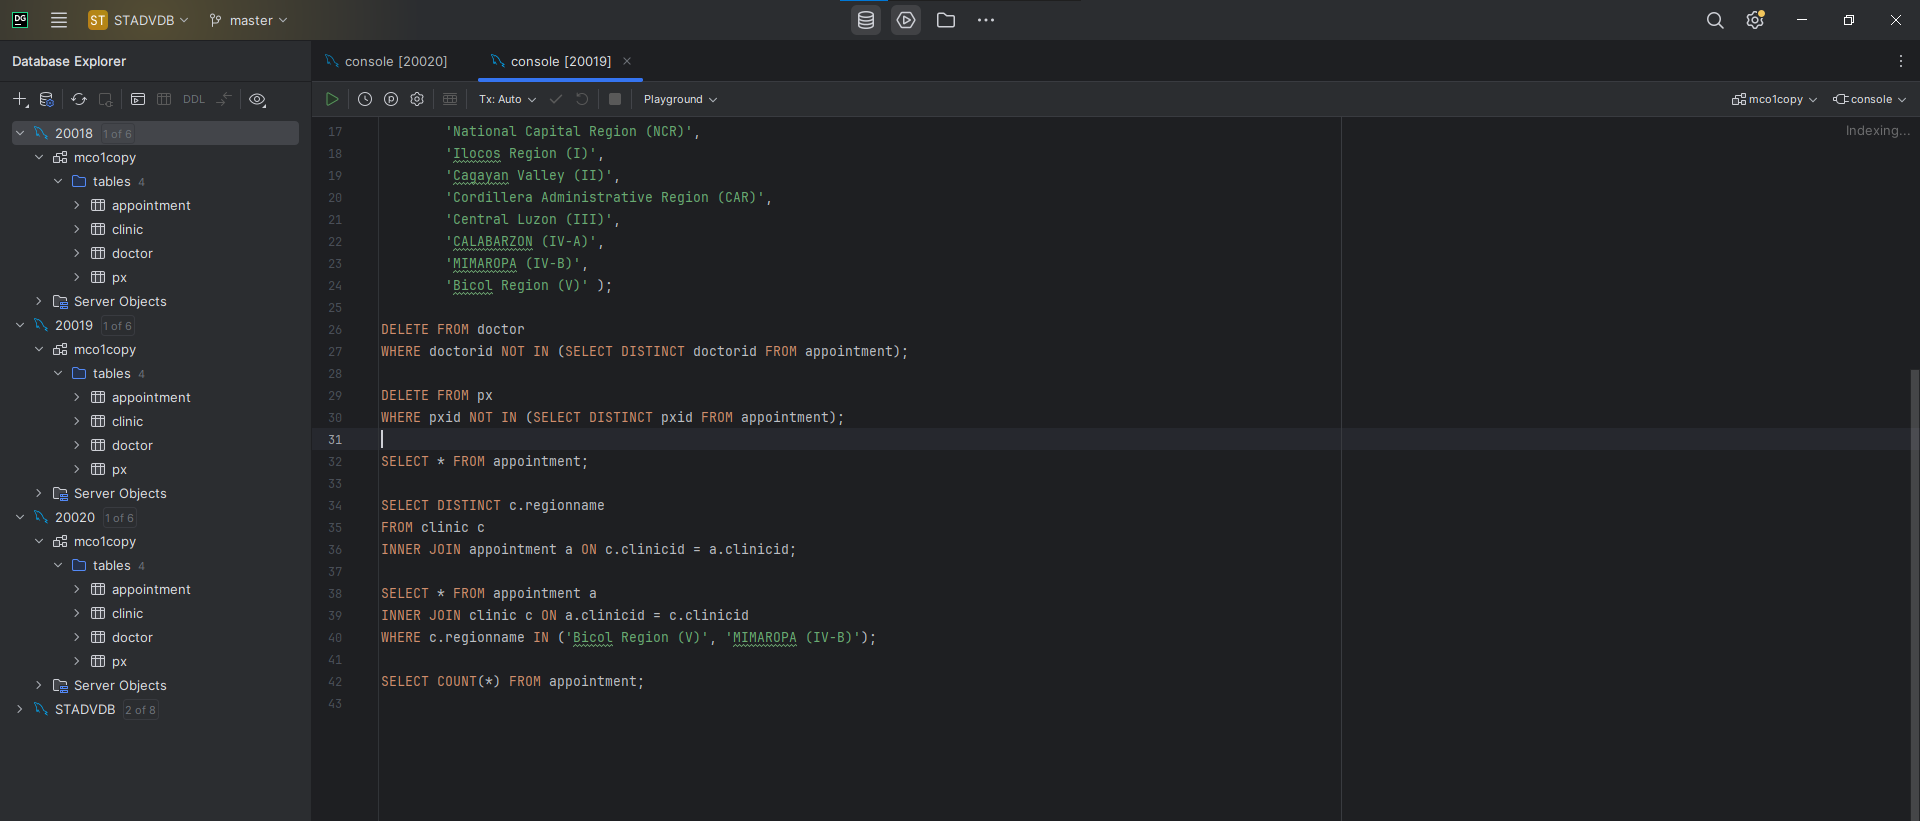 DG
ST STADVDB master
Database Explorer
console [20020]
console [20019]
DDL
Tx: Auto
Playground
mco1copy
console
20018 1 of 6
mco1copy
tables 4
appointment
clinic
doctor
px
Server Objects
20019 1 of 6
mco1copy
tables 4
appointment
clinic
doctor
px
Server Objects
20020 1 of 6
mco1copy
tables 4
appointment
clinic
doctor
px
Server Objects
STADVDB 2 of 8
Indexing...
17 'National Capital Region (NCR)',
18 'Ilocos Region (I)',
19 'Cagayan Valley (II)',
20 'Cordillera Administrative Region (CAR)',
21 'Central Luzon (III)',
22 'CALABARZON (IV-A)',
23 'MIMAROPA (IV-B)',
24 'Bicol Region (V)' );
25
26 DELETE FROM doctor
27 WHERE doctorid NOT IN (SELECT DISTINCT doctorid FROM appointment);
28
29 DELETE FROM px
30 WHERE pxid NOT IN (SELECT DISTINCT pxid FROM appointment);
31
32 SELECT * FROM appointment;
33
34 SELECT DISTINCT c.regionname
35 FROM clinic c
36 INNER JOIN appointment a ON c.clinicid = a.clinicid;
37
38 SELECT * FROM appointment a
39 INNER JOIN clinic c ON a.clinicid = c.clinicid
40 WHERE c.regionname IN ('Bicol Region (V)', 'MIMAROPA (IV-B)');
41
42 SELECT COUNT(*) FROM appointment;
43